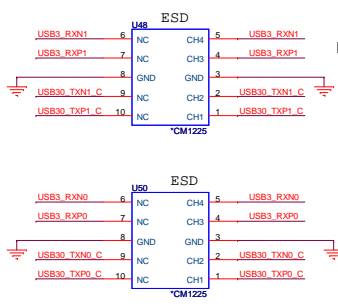 ESD
U48
USB3_RXN1 6 NC CH4 5 USB3_RXN1
USB3_RXP1 7 NC CH3 4 USB3_RXP1
8 GND GND 3
USB30_TXN1_C 9 NC CH2 2 USB30_TXN1_C
USB30_TXP1_C 10 NC CH1 1 USB30_TXP1_C
*CM1225
ESD
U50
USB3_RXN0 6 NC CH4 5 USB3_RXN0
USB3_RXP0 7 NC CH3 4 USB3_RXP0
8 GND GND 3
USB30_TXN0_C 9 NC CH2 2 USB30_TXN0_C
USB30_TXP0_C 10 NC CH1 1 USB30_TXP0_C
*CM1225